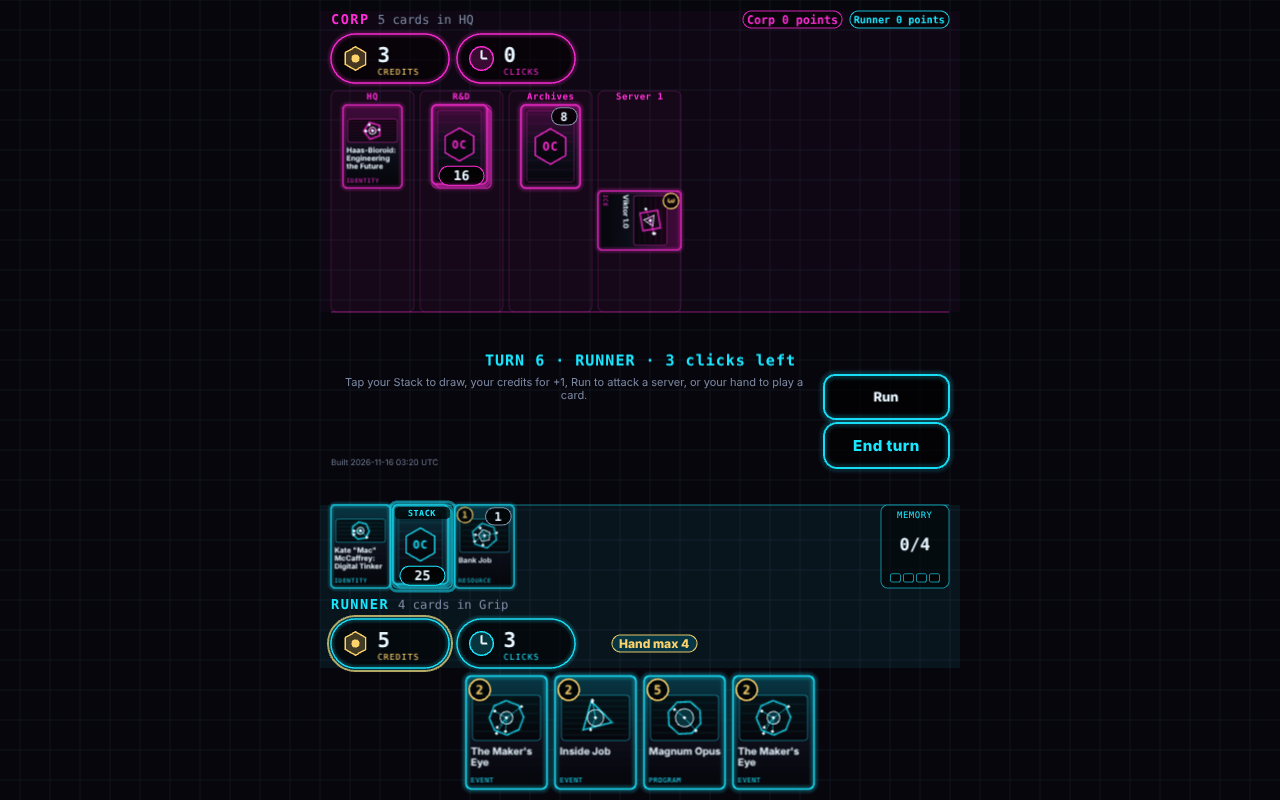 CORP 5 cards in HQ
Corp 0 points
Runner 0 points
3 CREDITS
0 CLICKS
HQ
R&D
Archives
Server 1
Haas-Bioroid: Engineering the Future
IDENTITY
OC
16
8
OC
Viktor 1.0
ICE
3
TURN 6 · RUNNER · 3 clicks left
Tap your Stack to draw, your credits for +1, Run to attack a server, or your hand to play a
card.
Run
End turn
Built 2026-11-16 03:20 UTC
Kate "Mac" McCaffrey: Digital Tinker
IDENTITY
STACK
OC
25
1
1
Bank Job
RESOURCE
MEMORY
0/4
RUNNER 4 cards in Grip
5 CREDITS
3 CLICKS
Hand max 4
2
The Maker's Eye
EVENT
2
Inside Job
EVENT
5
Magnum Opus
PROGRAM
2
The Maker's Eye
EVENT